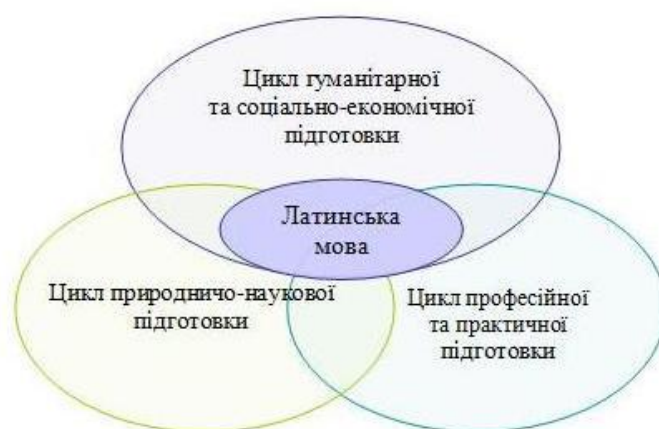 Цикл гуманітарної
та соціально-економічної
підготовки
Латинська
мова
Цикл природничо-наукової
підготовки
Цикл професійної
та практичної
підготовки